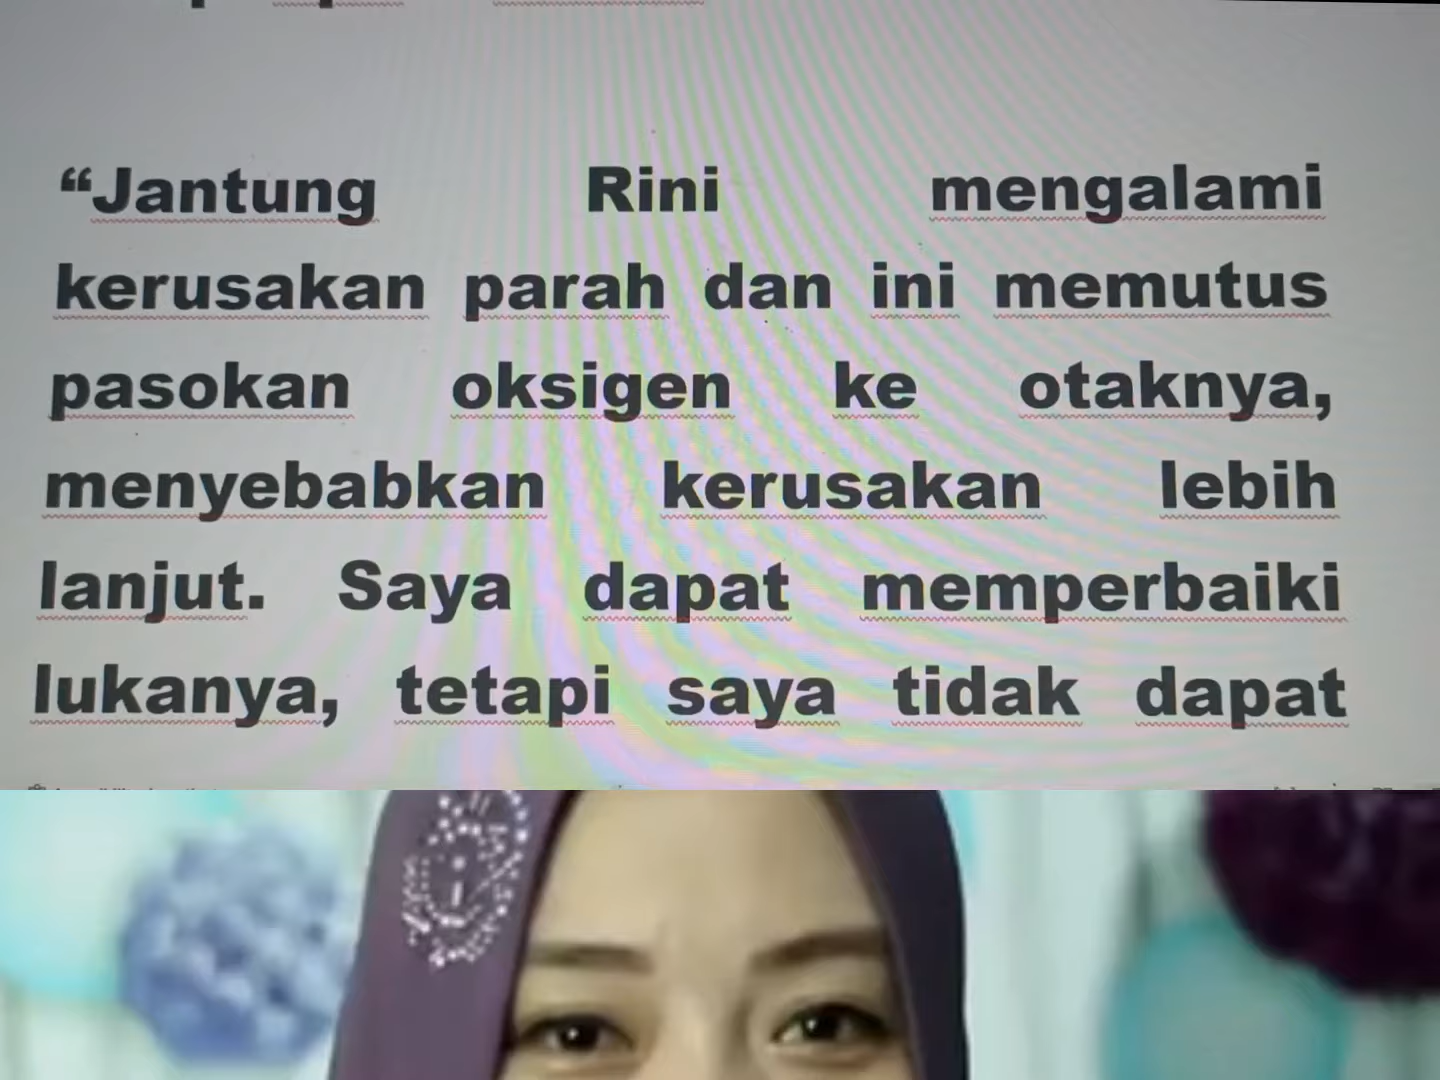 “Jantung Rini mengalami
kerusakan parah dan ini memutus
pasokan oksigen ke otaknya,
menyebabkan kerusakan lebih
lanjut. Saya dapat memperbaiki
lukanya, tetapi saya tidak dapat